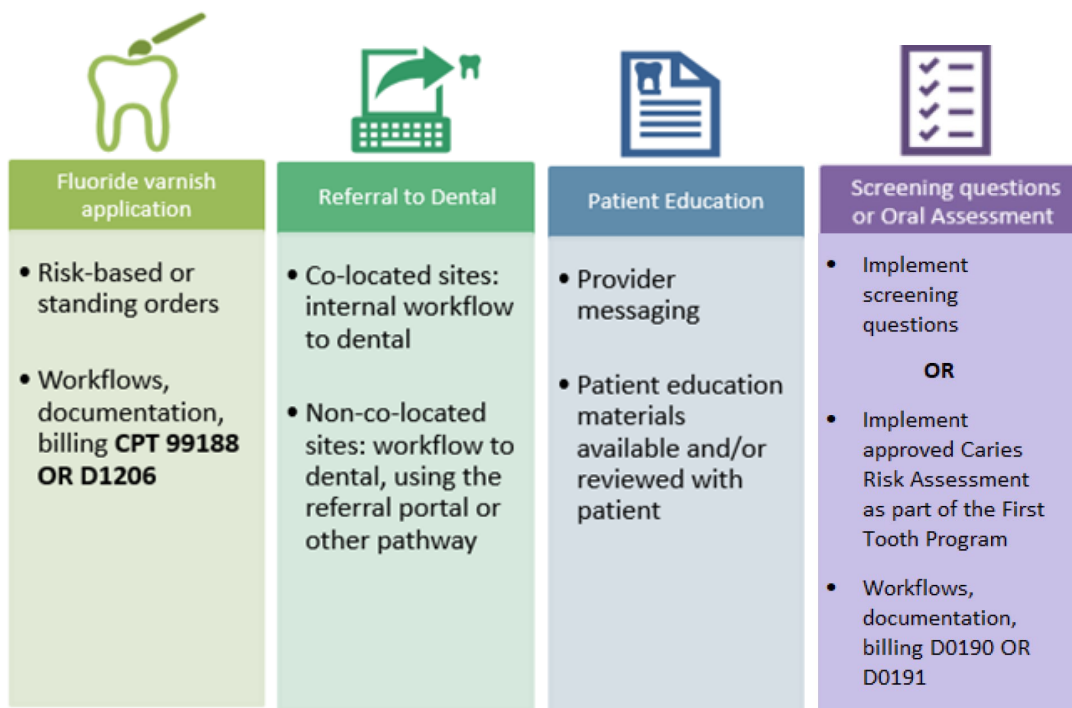 Fluoride varnish
application
• Risk-based or
standing orders
• Workflows,
documentation,
billing CPT 99188
OR D1206
Referral to Dental
• Co-located sites:
internal workflow
to dental
• Non-co-located
sites: workflow to
dental, using the
referral portal or
other pathway
Patient Education
• Provider
messaging
• Patient education
materials
available and/or
reviewed with
patient
Screening questions
or Oral Assessment
• Implement
screening
questions
OR
• Implement
approved Caries
Risk Assessment
as part of the First
Tooth Program
• Workflows,
documentation,
billing D0190 OR
D0191